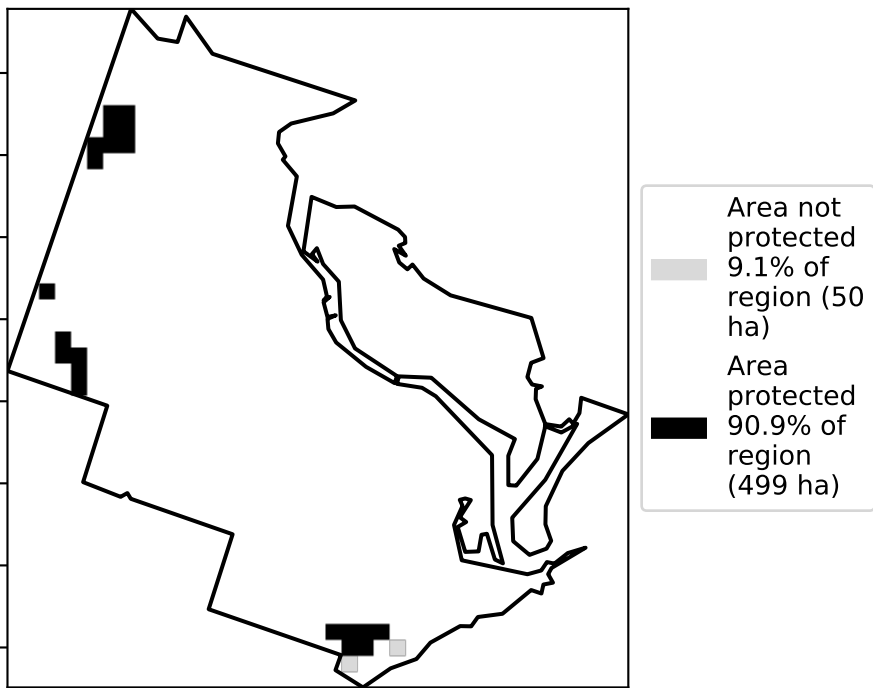 Area not
protected
9.1% of
region (50
ha)
Area
protected
90.9% of
region
(499 ha)